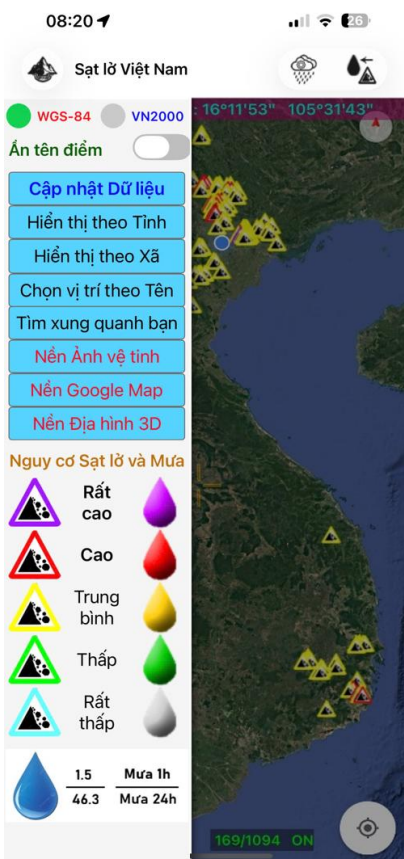 08:20
26
Sạt lở Việt Nam
WGS-84 VN2000
: 16°11'53" 105°31'43"
Ẩn tên điểm
Cập nhật Dữ liệu
Hiển thị theo Tỉnh
Hiển thị theo Xã
Chọn vị trí theo Tên
Tìm xung quanh bạn
Nền Ảnh vệ tinh
Nền Google Map
Nền Địa hình 3D
Nguy cơ Sạt lở và Mưa
Rất
cao
Cao
Trung
bình
Thấp
Rất
thấp
1.5 Mưa 1h
46.3 Mưa 24h
169/1094 ON